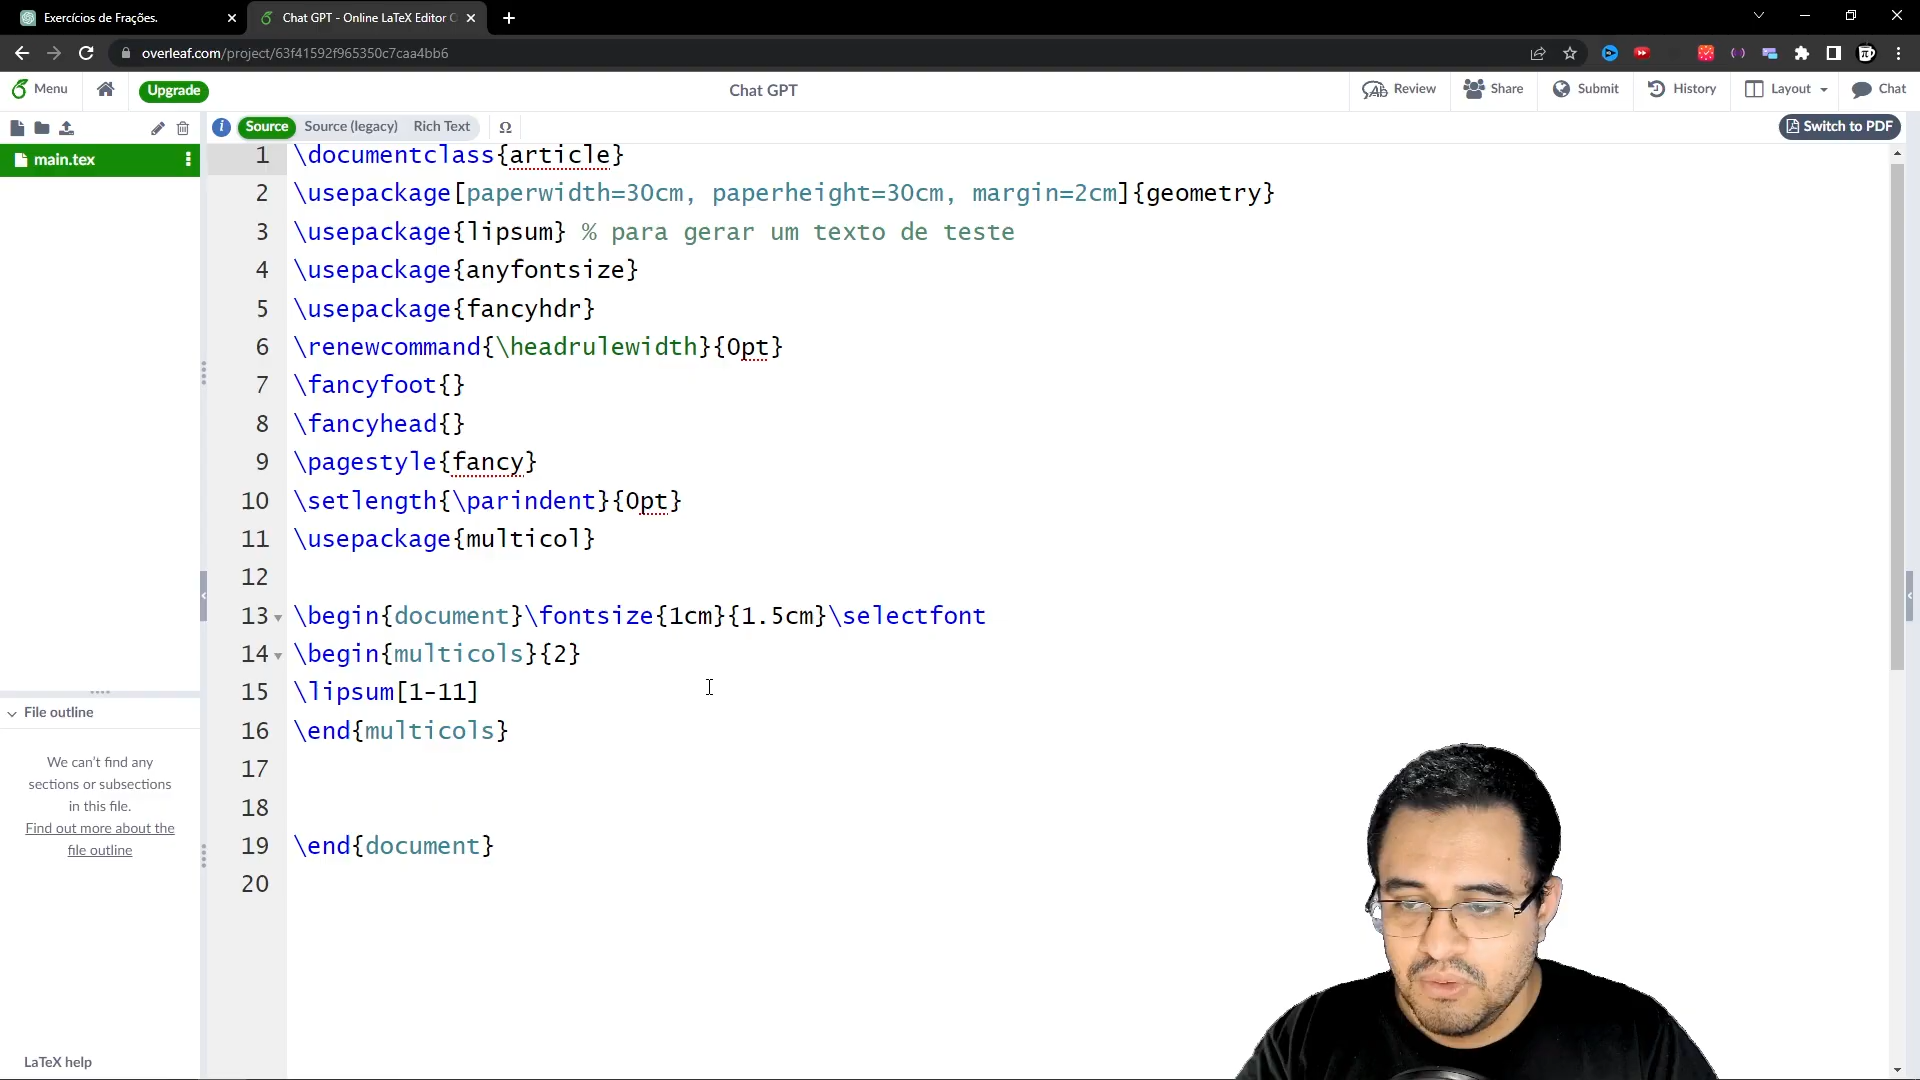 Exercícios de Frações.
Chat GPT - Online LaTeX Editor O
overleaf.com/project/63f41592f965350c7caa4bb6
Menu
Upgrade
Chat GPT
Review
Share
Submit
History
Layout
Chat
Source
Source (legacy)
Rich Text
Ω
Switch to PDF
main.tex
1 \documentclass{article}
2 \usepackage[paperwidth=30cm, paperheight=30cm, margin=2cm]{geometry}
3 \usepackage{lipsum} % para gerar um texto de teste
4 \usepackage{anyfontsize}
5 \usepackage{fancyhdr}
6 \renewcommand{\headrulewidth}{0pt}
7 \fancyfoot{}
8 \fancyhead{}
9 \pagestyle{fancy}
10 \setlength{\parindent}{0pt}
11 \usepackage{multicol}
12
13 \begin{document}\fontsize{1cm}{1.5cm}\selectfont
14 \begin{multicols}{2}
15 \lipsum[1-11]
16 \end{multicols}
17
18
19 \end{document}
20
File outline
We can't find any
sections or subsections
in this file.
Find out more about the
file outline
LaTeX help